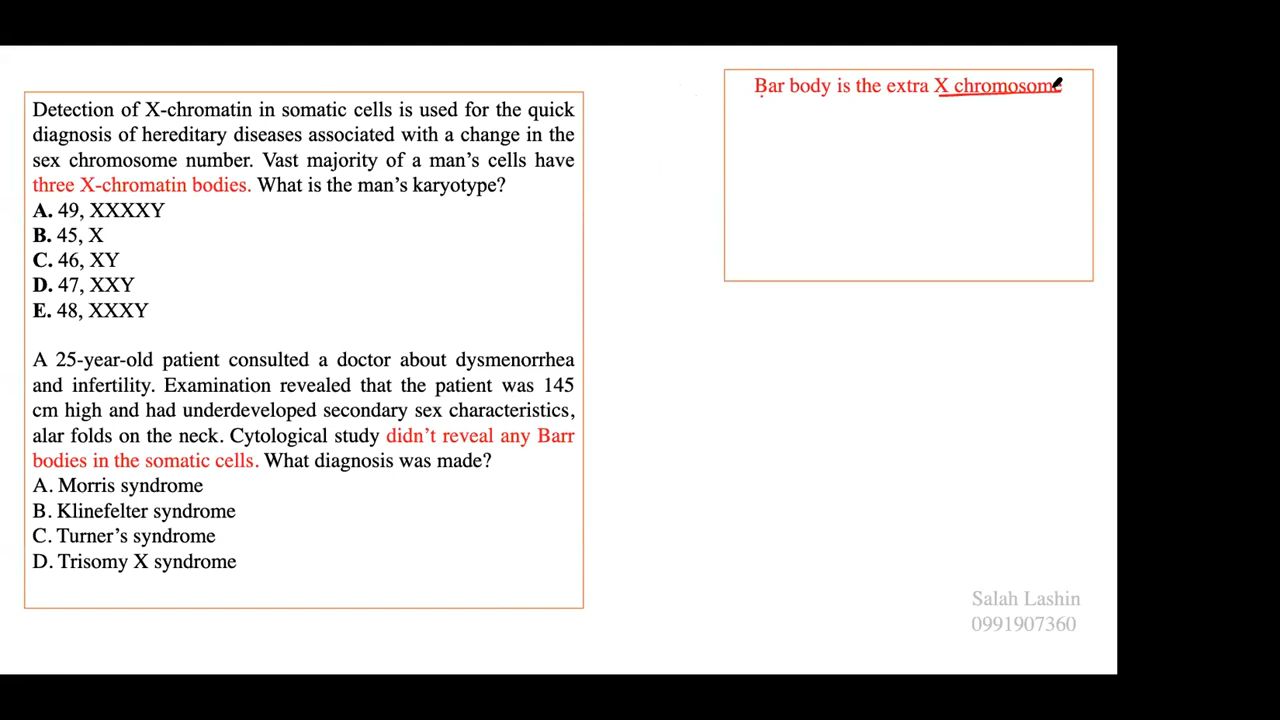 Detection of X-chromatin in somatic cells is used for the quick
diagnosis of hereditary diseases associated with a change in the
sex chromosome number. Vast majority of a man's cells have
three X-chromatin bodies. What is the man's karyotype?
A. 49, XXXXY
B. 45, X
C. 46, XY
D. 47, XXY
E. 48, XXXY
A 25-year-old patient consulted a doctor about dysmenorrhea
and infertility. Examination revealed that the patient was 145
cm high and had underdeveloped secondary sex characteristics,
alar folds on the neck. Cytological study didn't reveal any Barr
bodies in the somatic cells. What diagnosis was made?
A. Morris syndrome
B. Klinefelter syndrome
C. Turner's syndrome
D. Trisomy X syndrome
Bar body is the extra X chromosome
Salah Lashin
0991907360